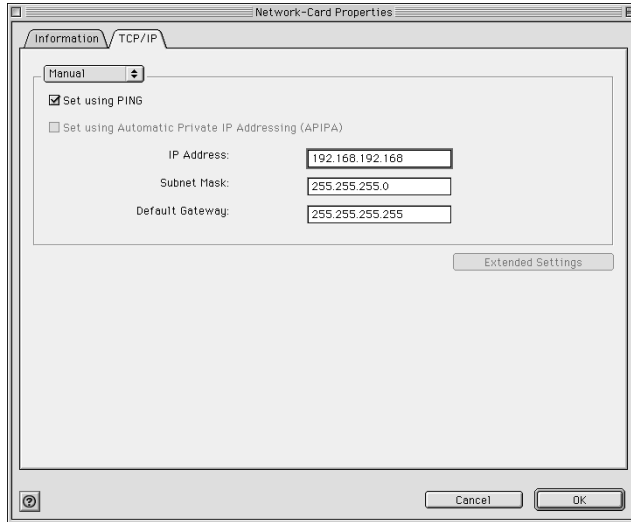 Network-Card Properties
Information
TCP/IP
Manual
Set using PING
Set using Automatic Private IP Addressing (APIPA)
IP Address: 192.168.192.168
Subnet Mask: 255.255.255.0
Default Gateway: 255.255.255.255
Extended Settings
?
Cancel
OK